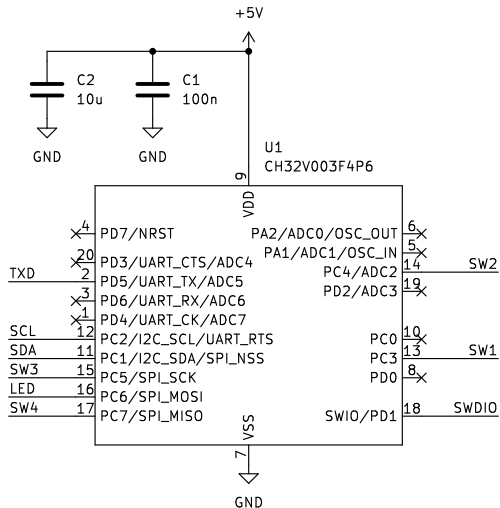 +5V
C2
10u
C1
100n
GND
GND
U1
CH32V003F4P6
9
VDD
4 PD7/NRST
PA2/ADC0/OSC_OUT 6
20 PD3/UART_CTS/ADC4
PA1/ADC1/OSC_IN 5
TXD 2 PD5/UART_TX/ADC5
PC4/ADC2 14 SW2
3 PD6/UART_RX/ADC6
PD2/ADC3 19
1 PD4/UART_CK/ADC7
SCL 12 PC2/I2C_SCL/UART_RTS
PC0 10
SDA 11 PC1/I2C_SDA/SPI_NSS
PC3 13 SW1
SW3 15 PC5/SPI_SCK
PD0 8
LED 16 PC6/SPI_MOSI
SW4 17 PC7/SPI_MISO
SWIO/PD1 18 SWDIO
VSS
7
GND